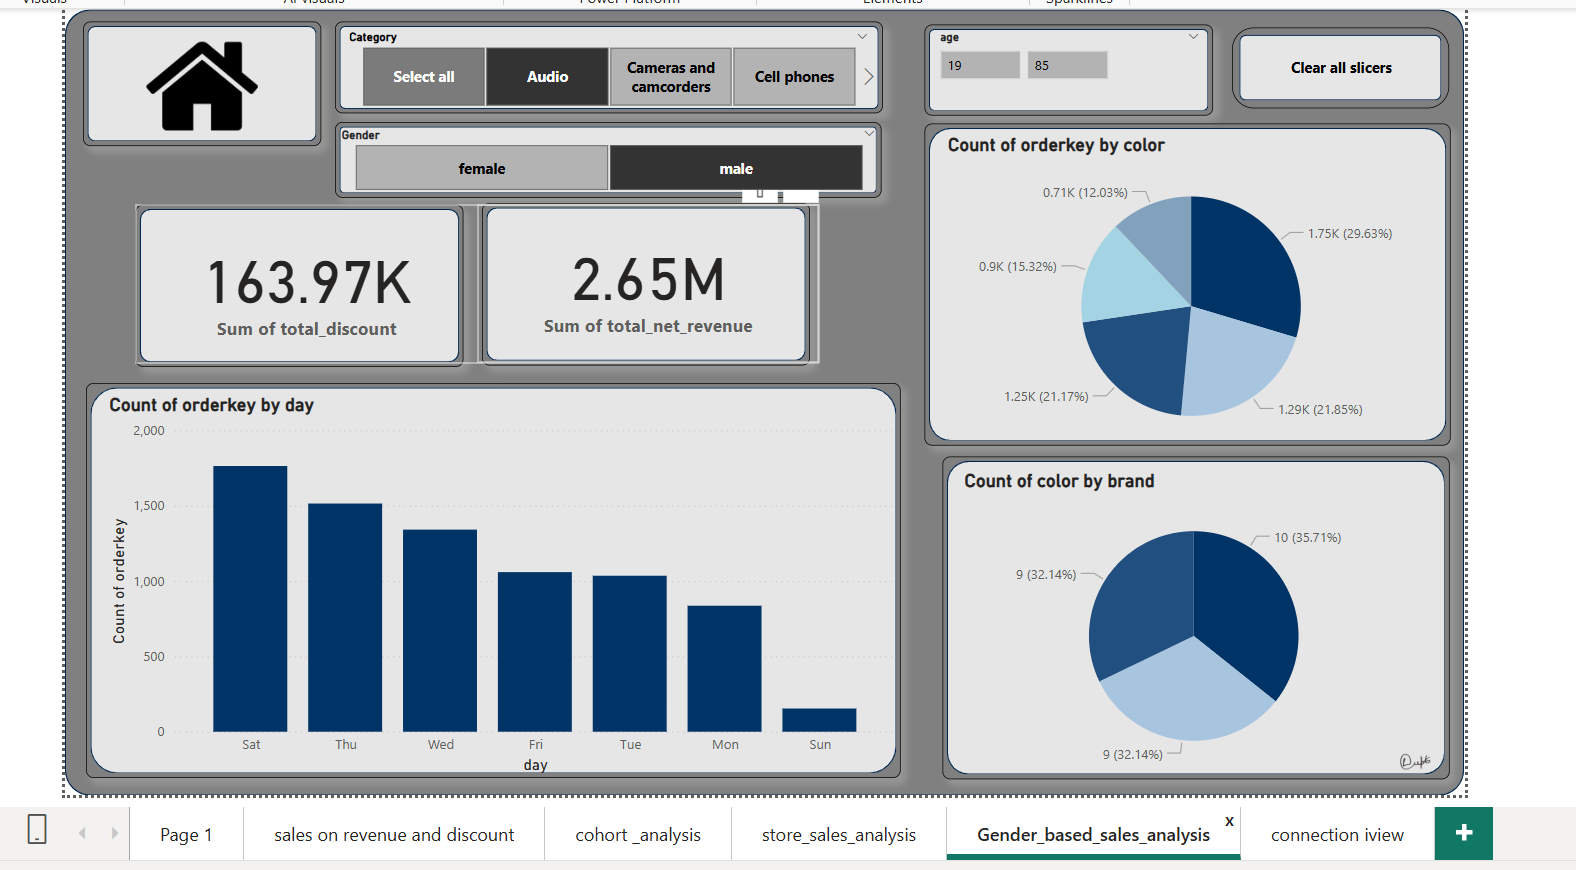 Category
Select all
Audio
Cameras and
camcorders
Cell phones
age
19
85
Clear all slicers
Gender
female
male
163.97K
Sum of total_discount
2.65M
Sum of total_net_revenue
Count of orderkey by color
0.71K (12.03%)
1.75K (29.63%)
0.9K (15.32%)
1.25K (21.17%)
1.29K (21.85%)
Count of orderkey by day
2,000
1,500
1,000
500
0
Count of orderkey
Sat
Thu
Wed
Fri
Tue
Mon
Sun
day
Count of color by brand
10 (35.71%)
9 (32.14%)
9 (32.14%)
Page 1
sales on revenue and discount
cohort _analysis
store_sales_analysis
Gender_based_sales_analysis
x
connection iview
+